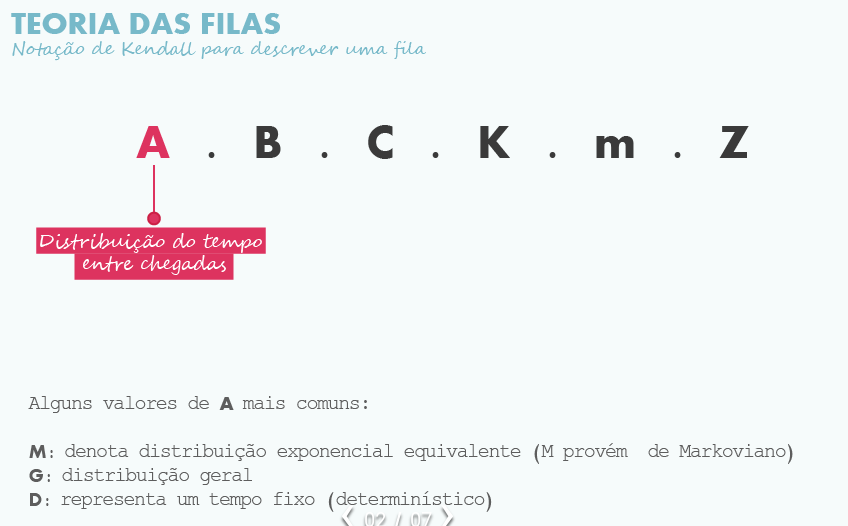 TEORIA DAS FILAS
Notação de Kendall para descrever uma fila
A . B . C . K . m . Z
Distribuição do tempo
entre chegadas
Alguns valores de A mais comuns:
M: denota distribuição exponencial equivalente (M provém de Markoviano)
G: distribuição geral
D: representa um tempo fixo (determinístico)
02 / 07